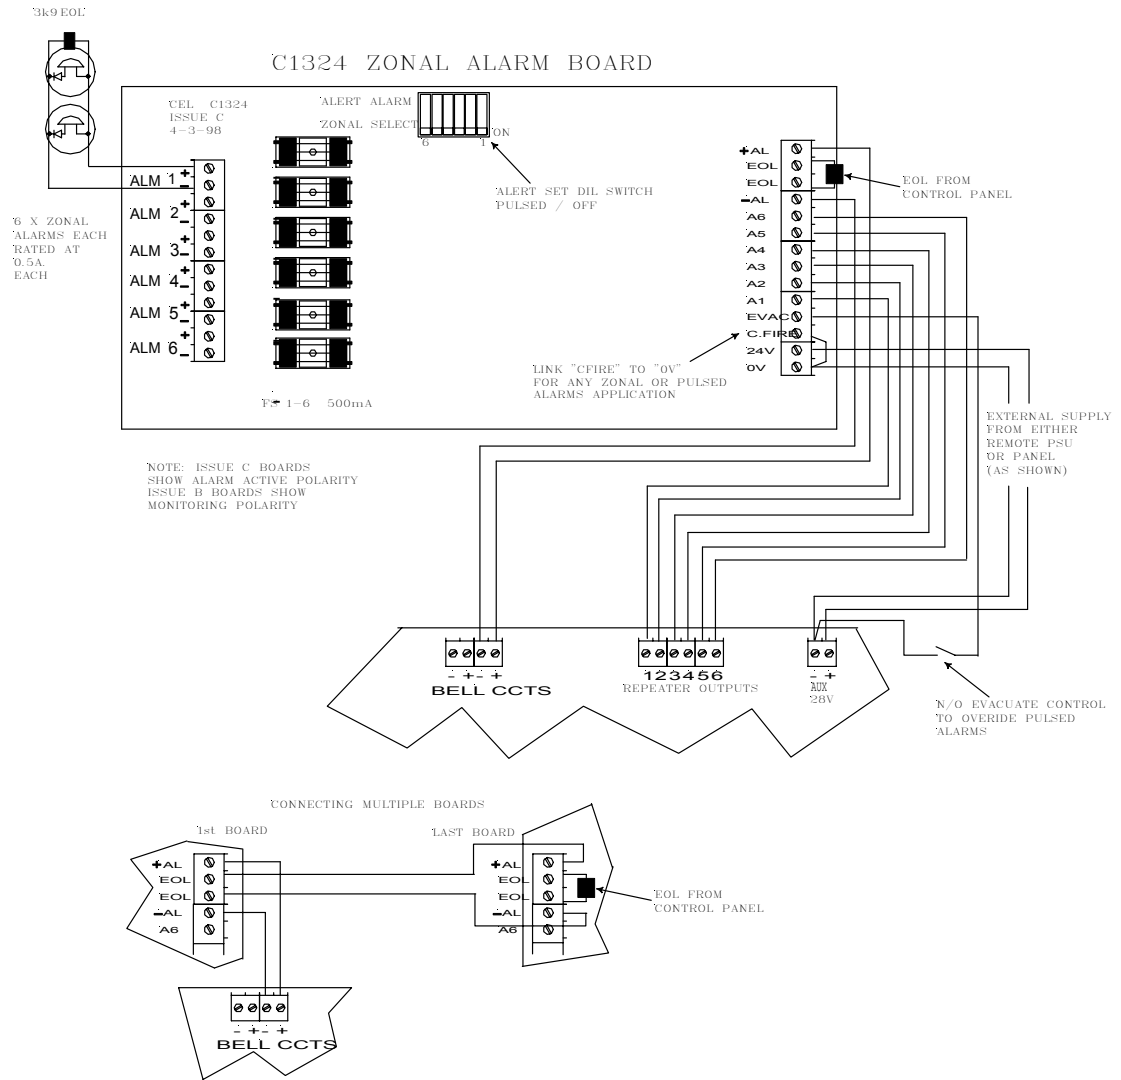 3k9 EOL
C1324 ZONAL ALARM BOARD
CEL C1324
ISSUE C
4-3-98
ALERT ALARM
ZONAL SELECT
ON
6 1
ALERT SET DIL SWITCH
PULSED / OFF
ALM 1 + -
ALM 2 + -
ALM 3 + -
ALM 4 + -
ALM 5 + -
ALM 6 + -
6 X ZONAL
ALARMS EACH
RATED AT
0.5A.
EACH
FS 1-6 500mA
+AL
EOL
EOL
-AL
A6
A5
A4
A3
A2
A1
EVAC
C.FIRE
24V
0V
EOL FROM
CONTROL PANEL
LINK "CFIRE" TO "0V"
FOR ANY ZONAL OR PULSED
ALARMS APPLICATION
EXTERNAL SUPPLY
FROM EITHER
REMOTE PSU
OR PANEL
(AS SHOWN)
NOTE: ISSUE C BOARDS
SHOW ALARM ACTIVE POLARITY
ISSUE B BOARDS SHOW
MONITORING POLARITY
- + - +
BELL CCTS
123456
REPEATER OUTPUTS
- +
AUX
28V
N/O EVACUATE CONTROL
TO OVERIDE PULSED
ALARMS
CONNECTING MULTIPLE BOARDS
1st BOARD
+AL
EOL
EOL
-AL
A6
LAST BOARD
+AL
EOL
EOL
-AL
A6
EOL FROM
CONTROL PANEL
- + - +
BELL CCTS